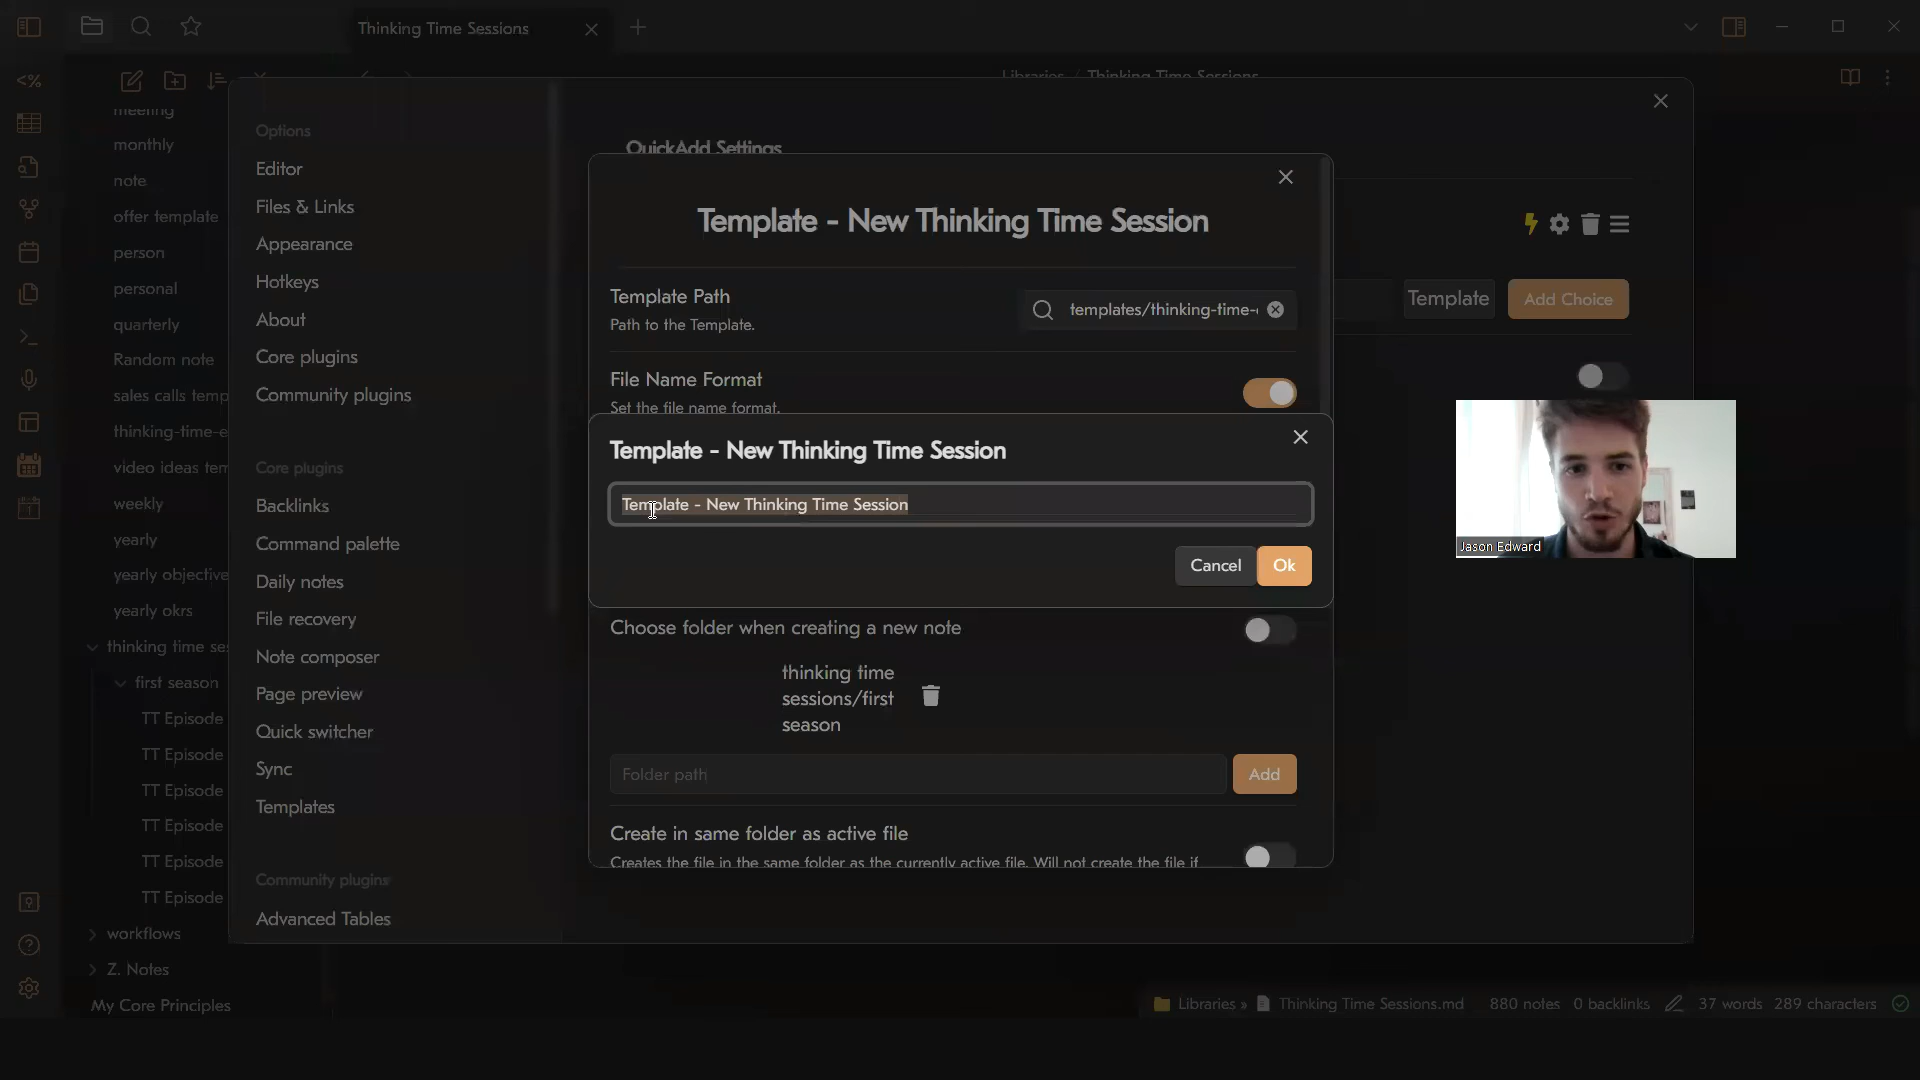 Thinking Time Sessions
Libraries / Thinking Time Sessions
meeting
monthly
note
offer template
person
personal
quarterly
Random note
sales calls temp
thinking-time-e
video ideas tem
weekly
yearly
yearly objective
yearly okrs
thinking time ses
first season
TT Episode
TT Episode
TT Episode
TT Episode
TT Episode
TT Episode
workflows
Z. Notes
My Core Principles
Options
Editor
Files & Links
Appearance
Hotkeys
About
Core plugins
Community plugins
Core plugins
Backlinks
Command palette
Daily notes
File recovery
Note composer
Page preview
Quick switcher
Sync
Templates
Community plugins
Advanced Tables
QuickAdd Settings
Template
Add Choice
Template - New Thinking Time Session
Template Path
Path to the Template.
templates/thinking-time-
File Name Format
Set the file name format.
Template - New Thinking Time Session
Template - New Thinking Time Session
Cancel
Ok
Choose folder when creating a new note
thinking time
sessions/first
season
Folder path
Add
Create in same folder as active file
Creates the file in the same folder as the currently active file. Will not create the file if
Jason Edward
Libraries » Thinking Time Sessions.md 880 notes 0 backlinks 37 words 289 characters